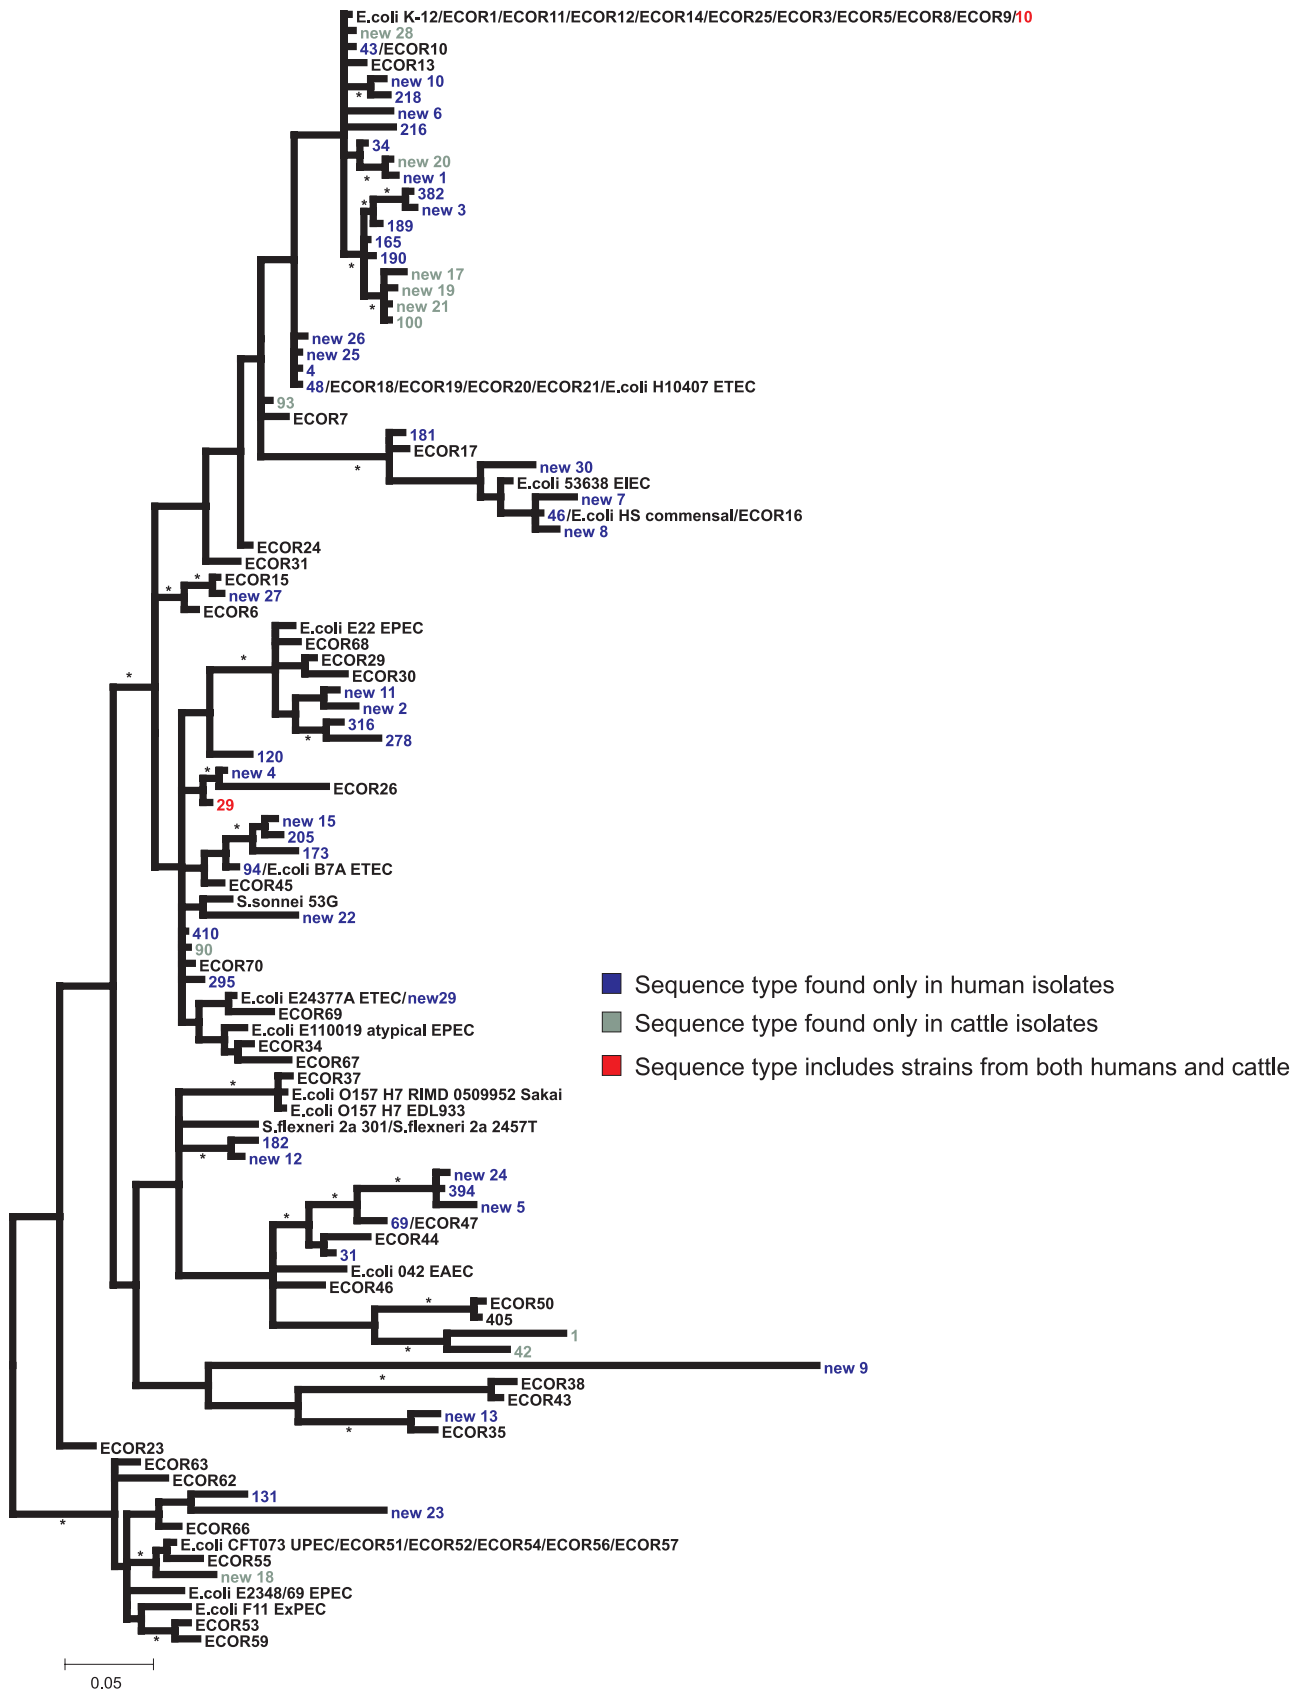 E.coli K-12/ECOR1/ECOR11/ECOR12/ECOR14/ECOR25/ECOR3/ECOR5/ECOR8/ECOR9/10
new 28
43/ECOR10
ECOR13
new 10
*
218
new 6
216
34
new 20
*
new 1
*
382
*
new 3
189
165
190
*
new 17
new 19
*
new 21
100
new 26
new 25
4
48/ECOR18/ECOR19/ECOR20/ECOR21/E.coli H10407 ETEC
93
ECOR7
181
ECOR17
*
new 30
E.coli 53638 EIEC
new 7
46/E.coli HS commensal/ECOR16
new 8
ECOR24
ECOR31
*
ECOR15
*
new 27
ECOR6
E.coli E22 EPEC
ECOR68
*
ECOR29
ECOR30
*
new 11
new 2
316
*
278
120
*
new 4
ECOR26
29
new 15
*
205
173
94/E.coli B7A ETEC
ECOR45
S.sonnei 53G
new 22
410
90
ECOR70
295
E.coli E24377A ETEC/new29
ECOR69
E.coli E110019 atypical EPEC
ECOR34
ECOR67
Sequence type found only in human isolates
Sequence type found only in cattle isolates
Sequence type includes strains from both humans and cattle
ECOR37
*
E.coli O157 H7 RIMD 0509952 Sakai
E.coli O157 H7 EDL933
S.flexneri 2a 301/S.flexneri 2a 2457T
182
*
new 12
*
new 24
*
394
new 5
*
69/ECOR47
ECOR44
31
E.coli 042 EAEC
ECOR46
*
ECOR50
405
1
*
42
new 9
*
ECOR38
ECOR43
new 13
*
ECOR35
ECOR23
ECOR63
ECOR62
131
new 23
*
ECOR66
E.coli CFT073 UPEC/ECOR51/ECOR52/ECOR54/ECOR56/ECOR57
*
ECOR55
new 18
E.coli E2348/69 EPEC
E.coli F11 ExPEC
ECOR53
*
ECOR59
0.05